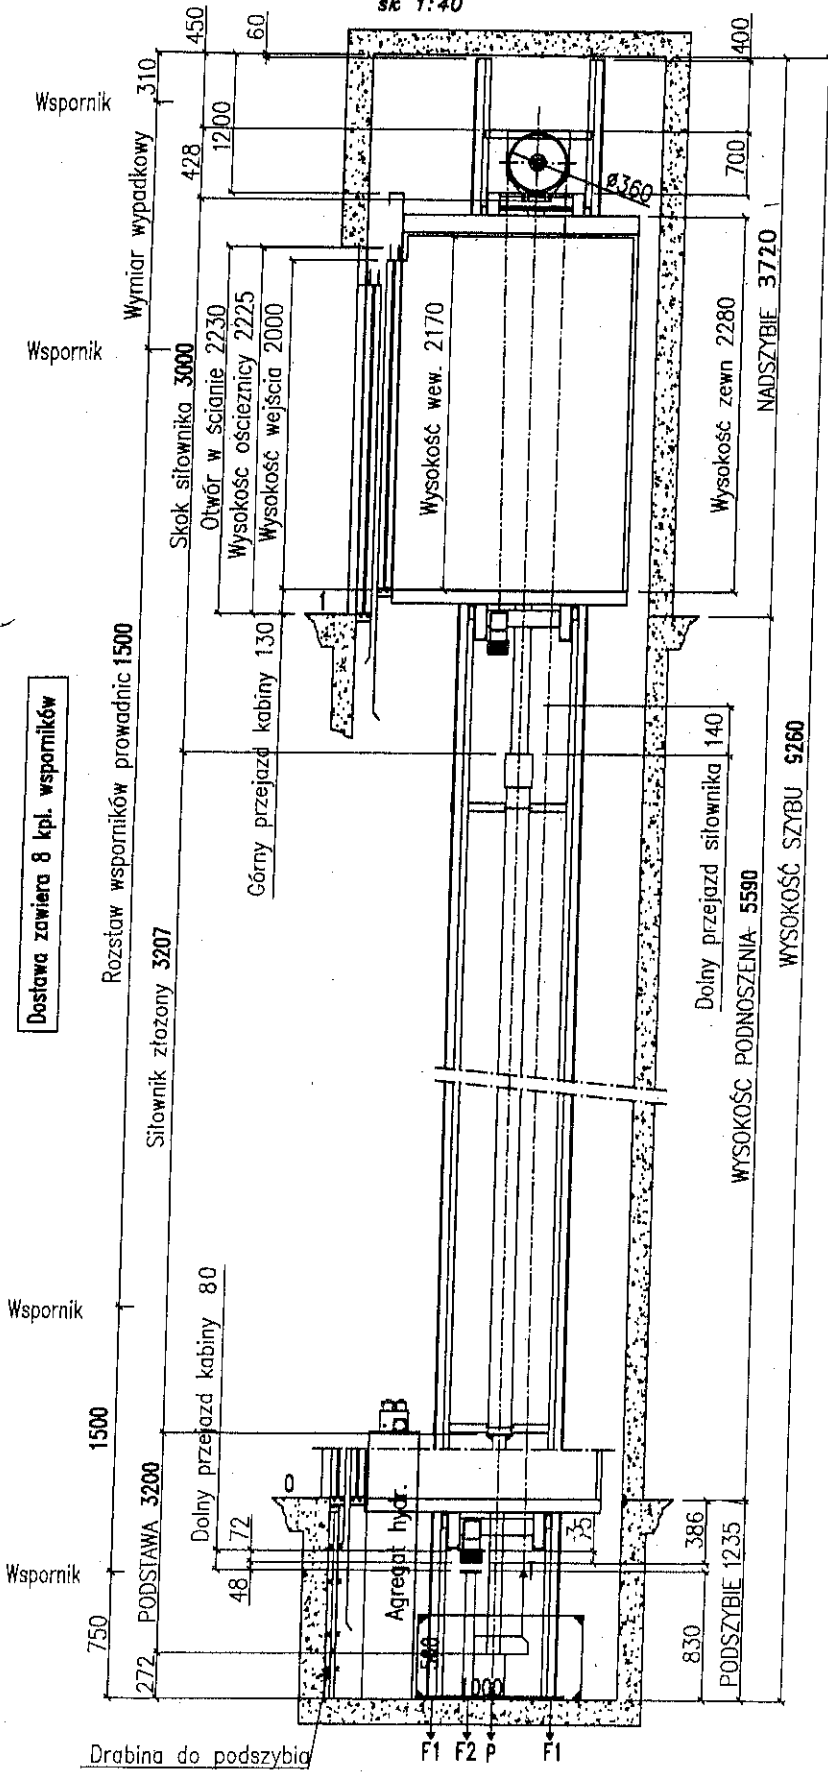 sk 1:40
450
60
400
310
Wspornik
1200
428
700
ø360
Wymiar wypadkowy
Wspornik
NADSZYBIE 3720
Skok siłownika 3000
Otwór w ścianie 2230
Wysokość ościeznicy 2225
Wysokość wejścia 2000
Wysokość wew. 2170
Wysokość zewn 2280
1
Górny przejazd kabiny 130
Rozstaw wsporników prowadnic 1500
Dostawa zawiera 8 kpl. wsporników
Siłownik złożony 3207
Dolny przejazd siłownika 140
WYSOKOŚĆ PODNOSZENIA 5590
WYSOKOŚĆ SZYBU 9260
Wspornik
Dolny przejazd kabiny 80
1500
0
PODSTAWA 3200
72
48
Agregat hydr.
35
386
Wspornik
750
272
500
1000
830
PODSZYBIE 1235
Drabina do podszybia
F1 F2 P F1